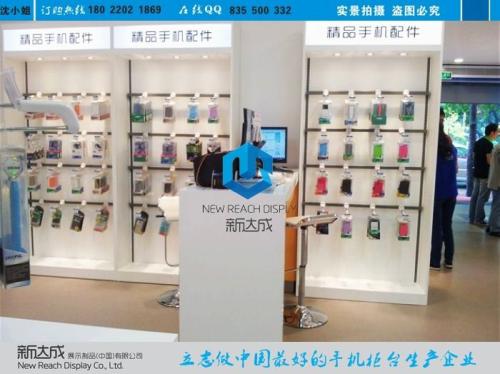 沈小姐 订购热线 180 2202 1869 在线QQ 835 500 332 实景拍摄 盗图必究
精品手机配件 精品手机配件 精品手机配件
NEW REACH DISPLAY
新达成
新达成 展示制品(中国)有限公司
New Reach Display Co., Ltd.
立志做中国最好的手机柜台生产企业